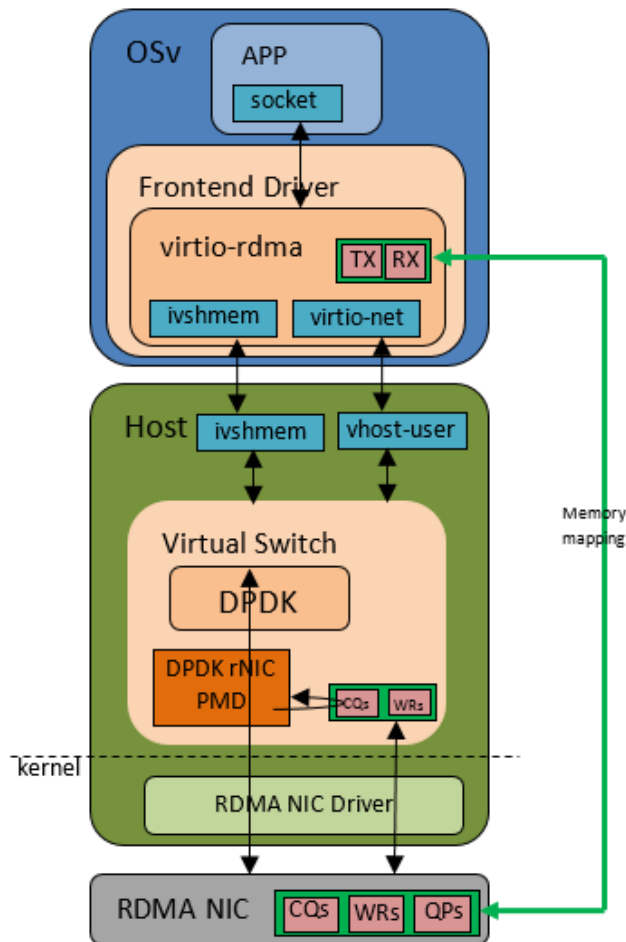 OSv
APP
socket
Frontend Driver
virtio-rdma
TX RX
ivshmem virtio-net
Host
ivshmem vhost-user
Memory
mapping
Virtual Switch
DPDK
DPDK rNIC
PMD
CQs WRs
kernel
RDMA NIC Driver
RDMA NIC
CQs WRs QPs